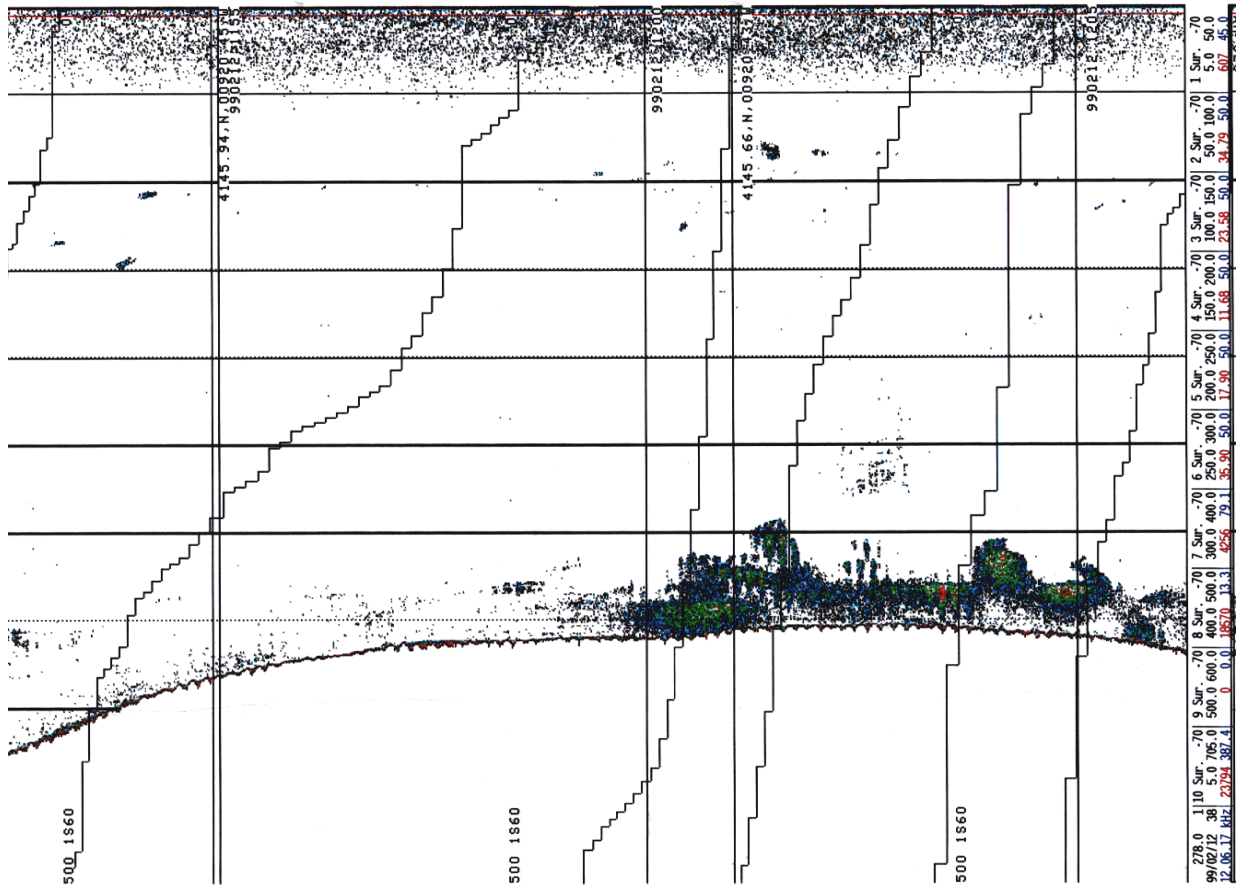 500 1S60
4145.94,N,00920
990212115
500 1S60
4145.66,N,00920
500 1S60
9902121205
278.0 1|10 Sur. -70|9 Sur. -70|8 Sur -70|7 Sur. -70|6 Sur. -70|5 Sur. -70|4 Sur. -70|3 Sur. -70|2 Sur. -70|1 Sur. -70
99/02/12 38| 5.0 705.0|500.0 600.0|400.0 500.0|300.0 400.0|250.0 300.0|200.0 250.0|150.0 200.0|100.0 150.0|50.0 100.0|5.0 50.0
12.06.17 kHz|23794 387.4|0 0.0|18570 13.3|4256 79.1|35.90 50.0|17.90 50.0|11.68 50.0|23.58 50.0|34.79 50.0|607 45.0